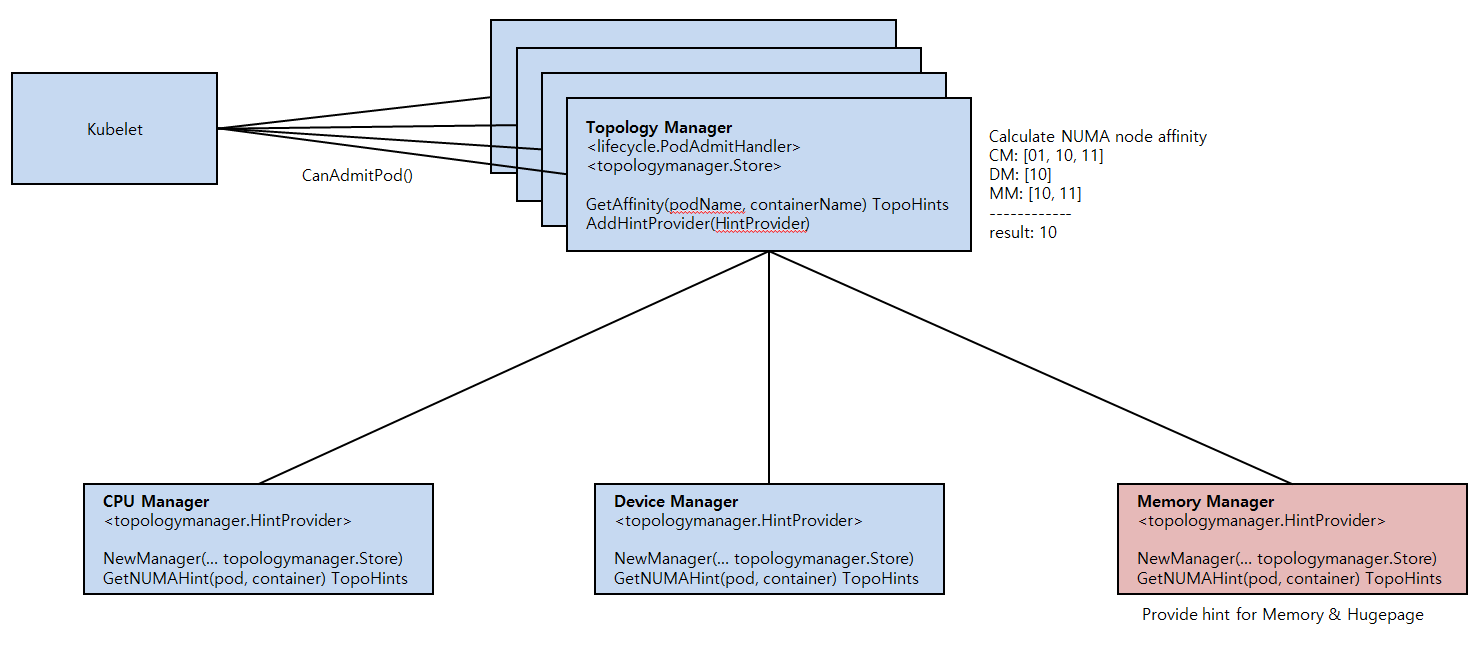 Kubelet
CanAdmitPod()
Topology Manager
<lifecycle.PodAdmitHandler>
<topologymanager.Store>
GetAffinity(podName, containerName) TopoHints
AddHintProvider(HintProvider)
Calculate NUMA node affinity
CM: [01, 10, 11]
DM: [10]
MM: [10, 11]
------------
result: 10
CPU Manager
<topologymanager.HintProvider>
NewManager(... topologymanager.Store)
GetNUMAHint(pod, container) TopoHints
Device Manager
<topologymanager.HintProvider>
NewManager(... topologymanager.Store)
GetNUMAHint(pod, container) TopoHints
Memory Manager
<topologymanager.HintProvider>
NewManager(... topologymanager.Store)
GetNUMAHint(pod, container) TopoHints
Provide hint for Memory & Hugepage